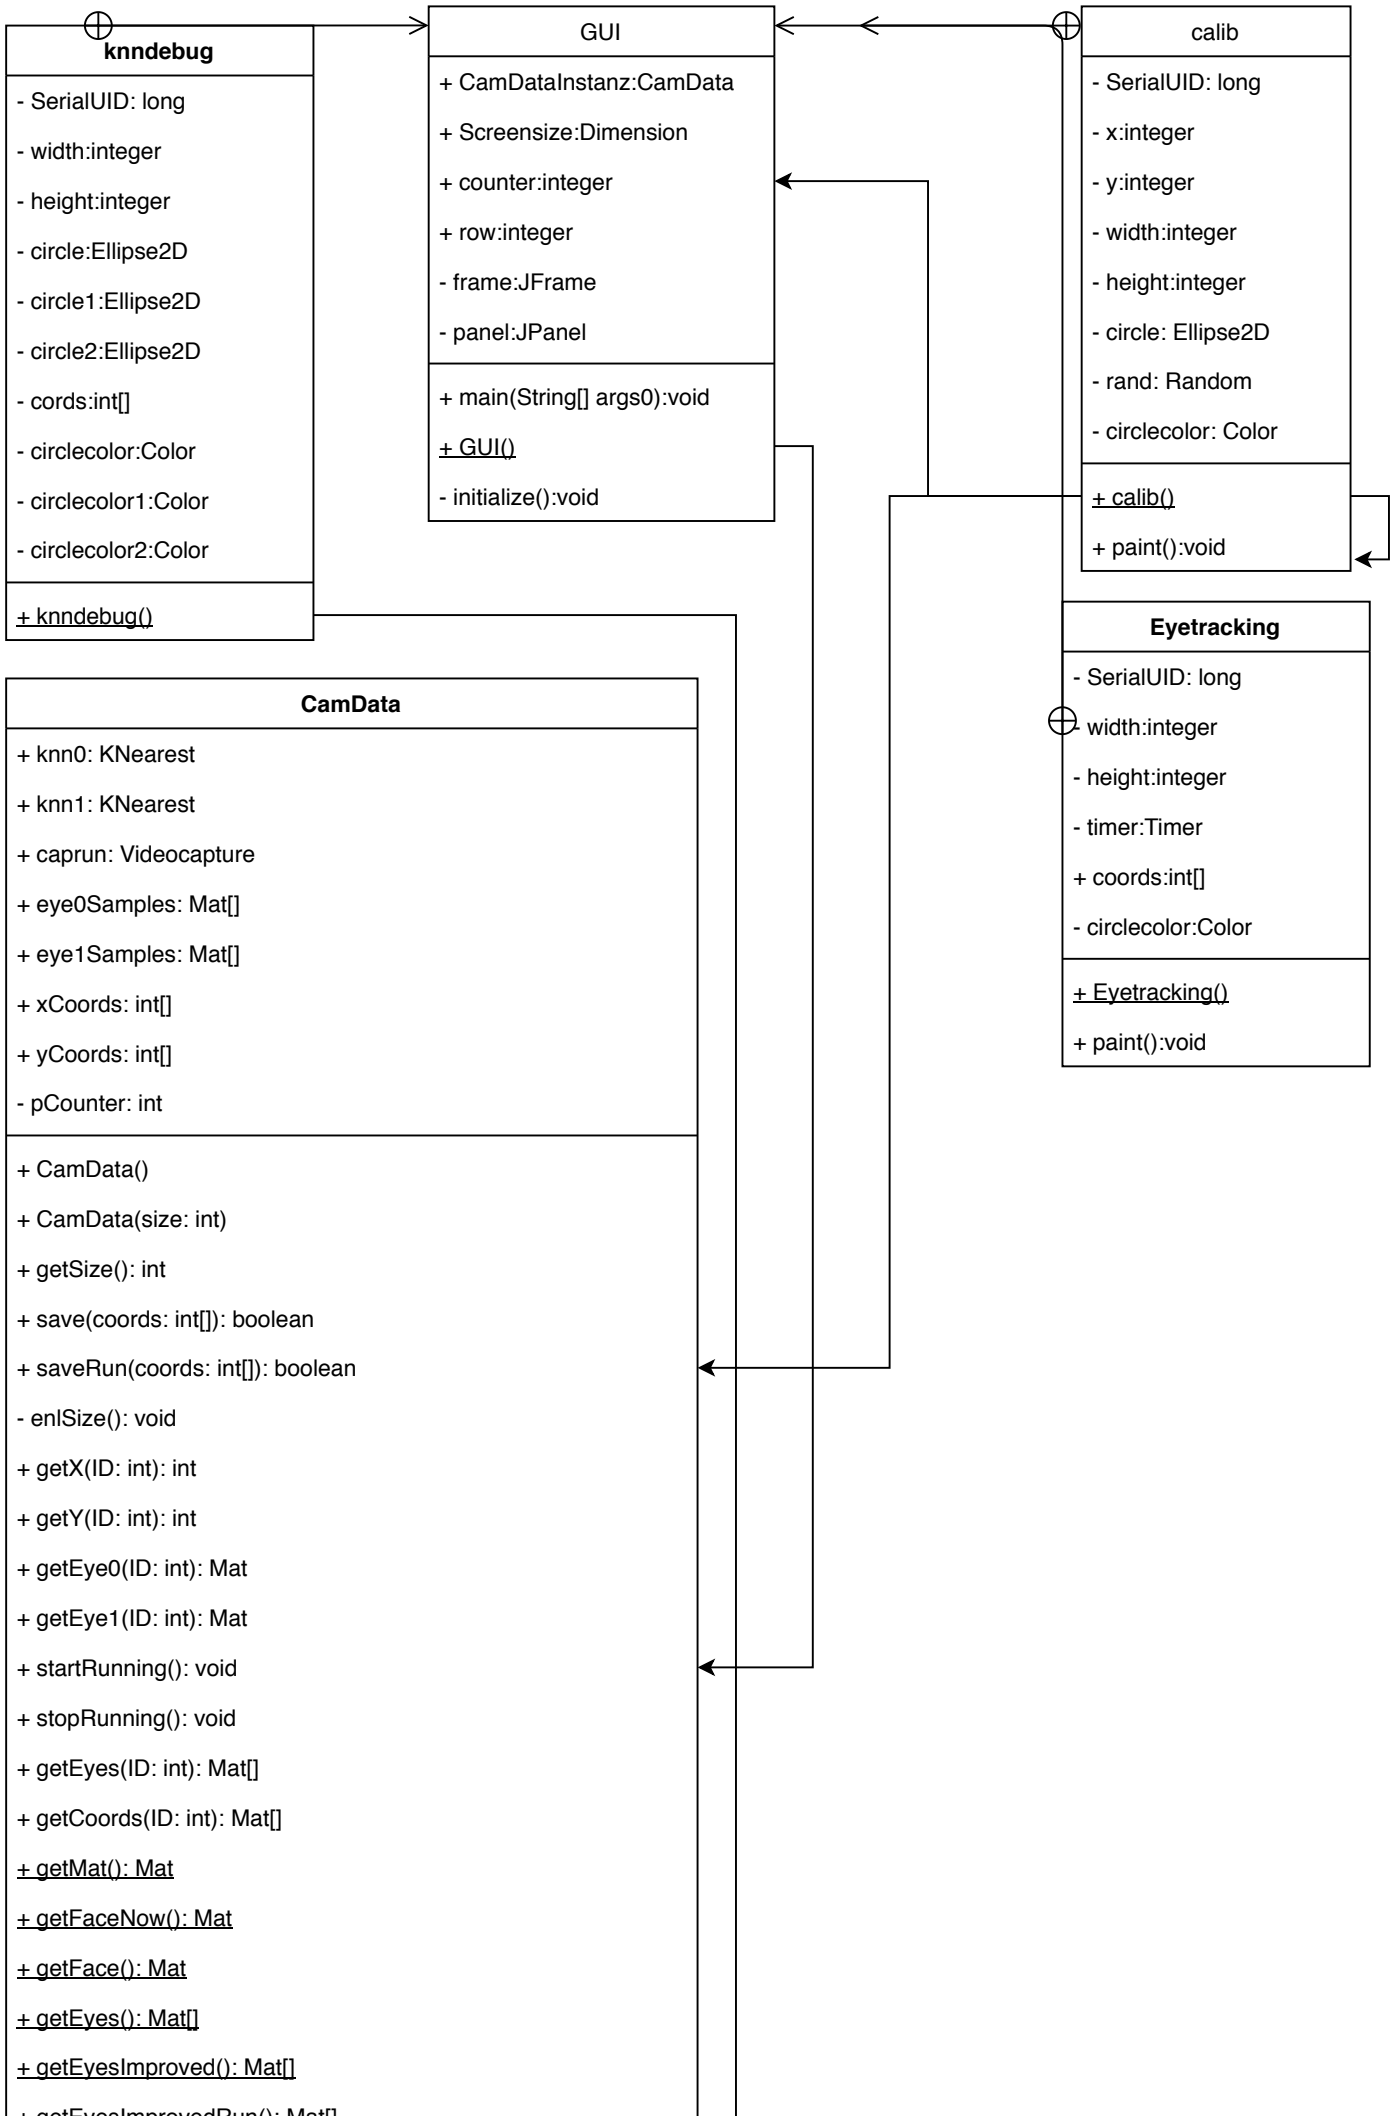 knndebug
- SerialUID: long
- width:integer
- height:integer
- circle:Ellipse2D
- circle1:Ellipse2D
- circle2:Ellipse2D
- cords:int[]
- circlecolor:Color
- circlecolor1:Color
- circlecolor2:Color
+ knndebug()
GUI
+ CamDataInstanz:CamData
+ Screensize:Dimension
+ counter:integer
+ row:integer
- frame:JFrame
- panel:JPanel
+ main(String[] args0):void
+ GUI()
- initialize():void
calib
- SerialUID: long
- x:integer
- y:integer
- width:integer
- height:integer
- circle: Ellipse2D
- rand: Random
- circlecolor: Color
+ calib()
+ paint():void
Eyetracking
- SerialUID: long
- width:integer
- height:integer
- timer:Timer
+ coords:int[]
- circlecolor:Color
+ Eyetracking()
+ paint():void
CamData
+ knn0: KNearest
+ knn1: KNearest
+ caprun: Videocapture
+ eye0Samples: Mat[]
+ eye1Samples: Mat[]
+ xCoords: int[]
+ yCoords: int[]
- pCounter: int
+ CamData()
+ CamData(size: int)
+ getSize(): int
+ save(coords: int[]): boolean
+ saveRun(coords: int[]): boolean
- enlSize(): void
+ getX(ID: int): int
+ getY(ID: int): int
+ getEye0(ID: int): Mat
+ getEye1(ID: int): Mat
+ startRunning(): void
+ stopRunning(): void
+ getEyes(ID: int): Mat[]
+ getCoords(ID: int): Mat[]
+ getMat(): Mat
+ getFaceNow(): Mat
+ getFace(): Mat
+ getEyes(): Mat[]
+ getEyesImproved(): Mat[]
+ getEyesImprovedRun(): Mat[]